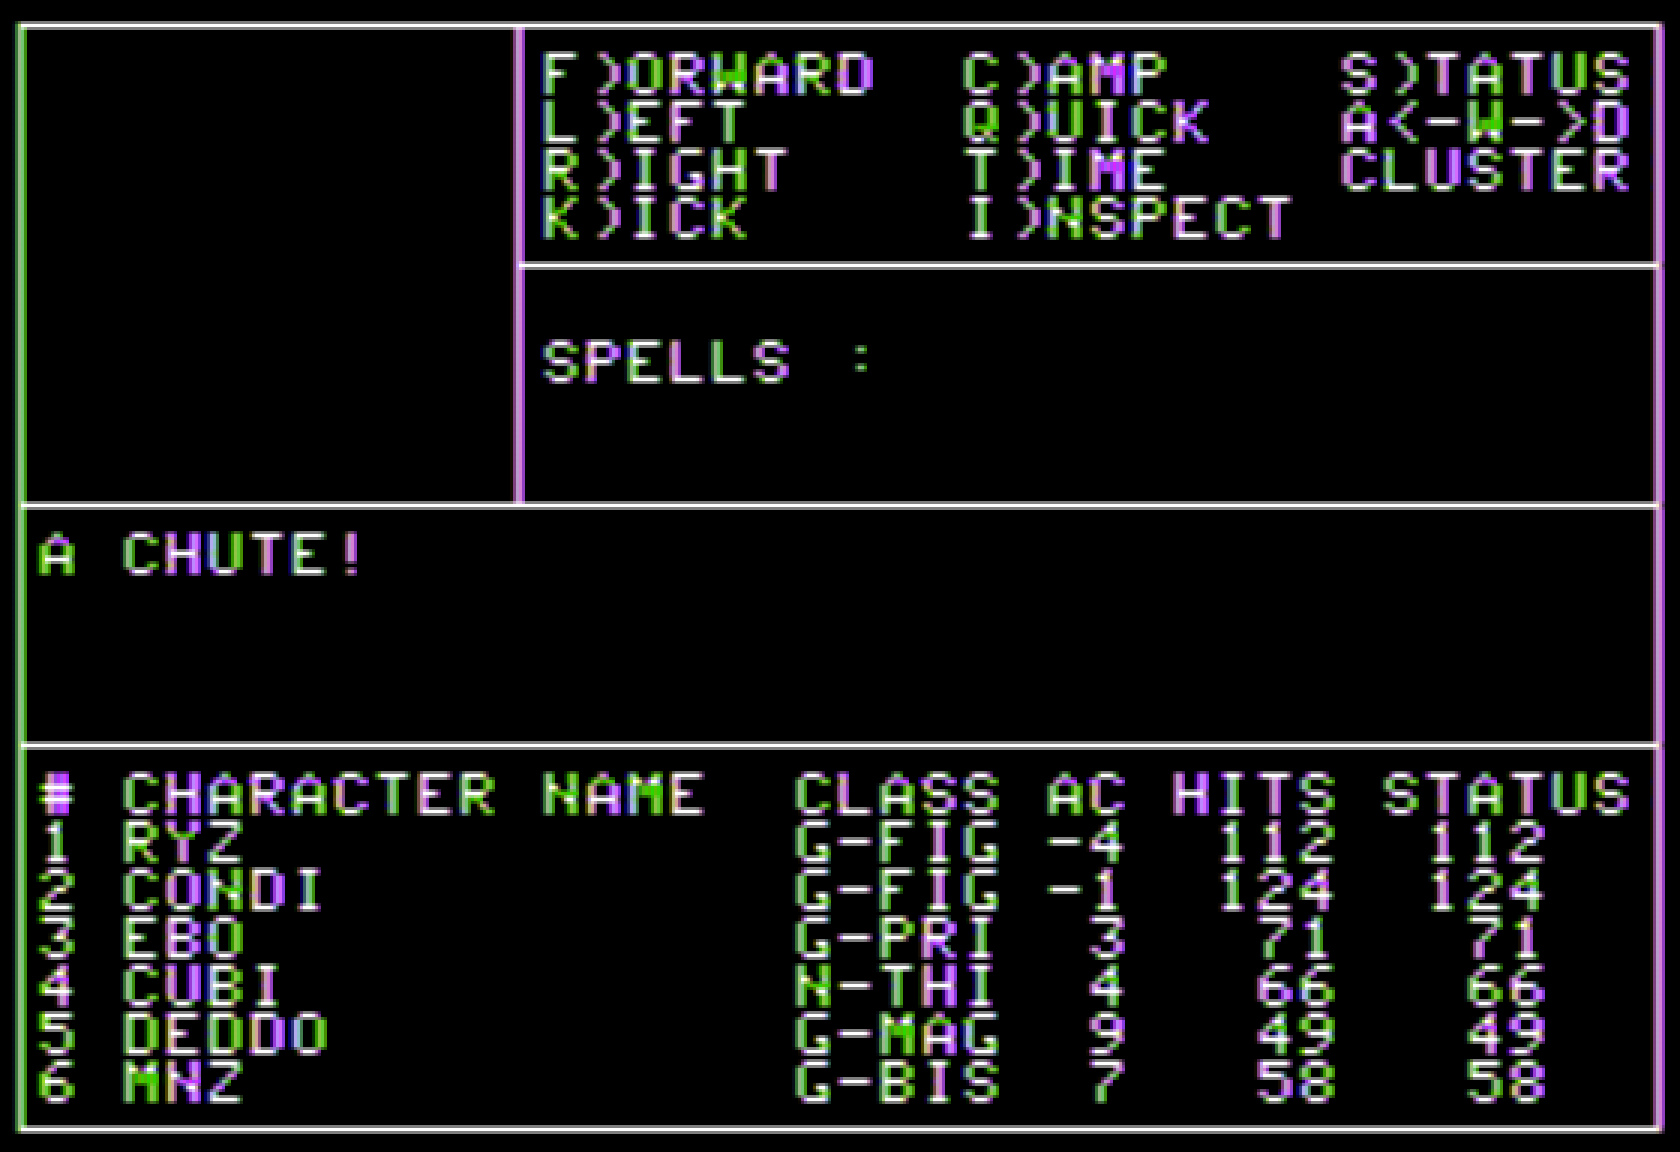 F)ORWARD C)AMP S)TATUS
L)EFT Q)UICK A<-W->D
R)IGHT T)IME CLUSTER
K)ICK I)NSPECT
SPELLS :
A CHUTE!
# CHARACTER NAME CLASS AC HITS STATUS
1 RYZ G-FIG -4 112 112
2 CONDI G-FIG -1 124 124
3 EBO G-PRI 3 71 71
4 CUBI N-THI 4 66 66
5 DEDDO G-MAG 9 49 49
6 MNZ G-BIS 7 58 58